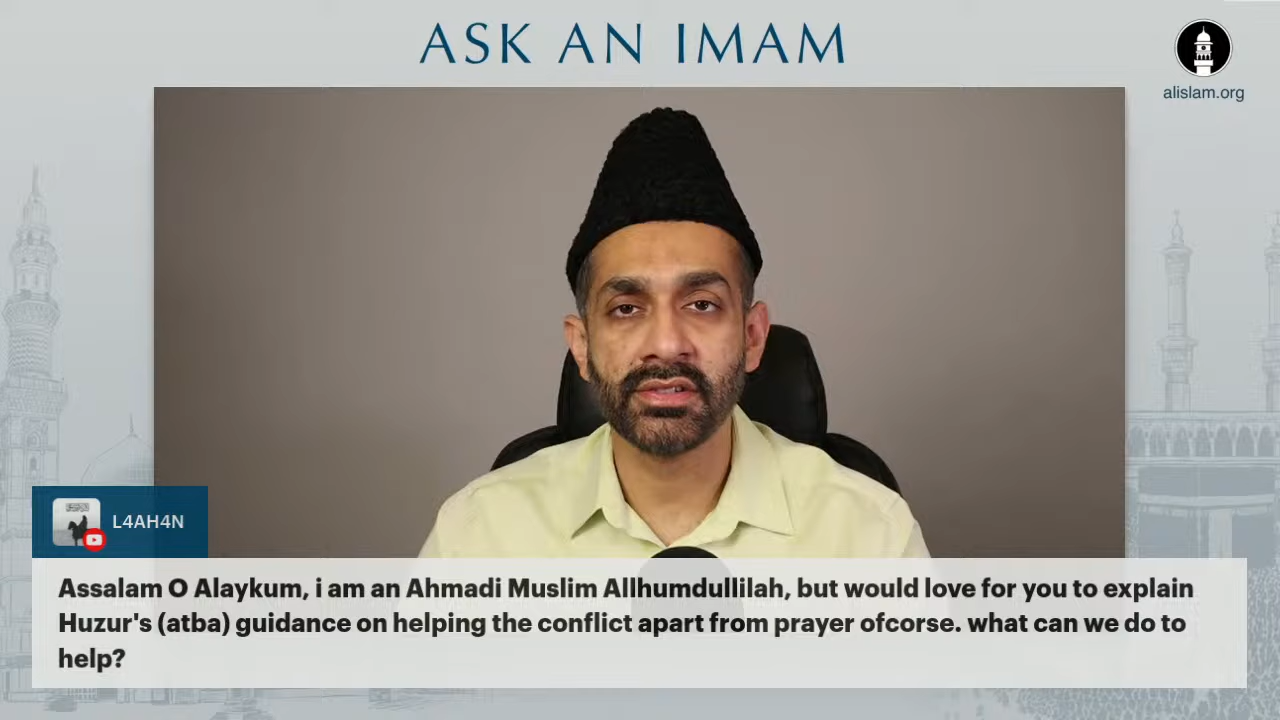 ASK AN IMAM
alislam.org
L4AH4N
Assalam O Alaykum, i am an Ahmadi Muslim Allhumdullilah, but would love for you to explain
Huzur's (atba) guidance on helping the conflict apart from prayer ofcorse. what can we do to
help?